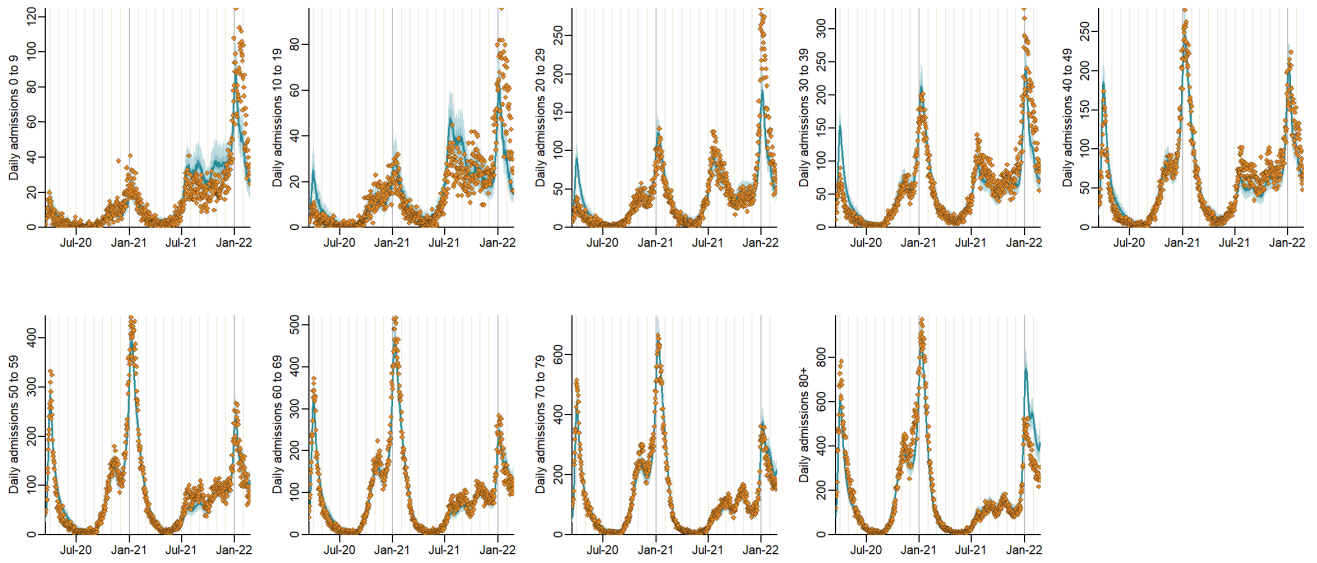 Daily admissions 0 to 9
0 20 40 60 80 100 120
Jul-20 Jan-21 Jul-21 Jan-22
Daily admissions 10 to 19
0 20 40 60 80
Jul-20 Jan-21 Jul-21 Jan-22
Daily admissions 20 to 29
0 50 100 150 200 250
Jul-20 Jan-21 Jul-21 Jan-22
Daily admissions 30 to 39
0 50 100 150 200 250 300
Jul-20 Jan-21 Jul-21 Jan-22
Daily admissions 40 to 49
0 50 100 150 200 250
Jul-20 Jan-21 Jul-21 Jan-22
Daily admissions 50 to 59
0 100 200 300 400
Jul-20 Jan-21 Jul-21 Jan-22
Daily admissions 60 to 69
0 100 200 300 400 500
Jul-20 Jan-21 Jul-21 Jan-22
Daily admissions 70 to 79
0 200 400 600
Jul-20 Jan-21 Jul-21 Jan-22
Daily admissions 80+
0 200 400 600 800
Jul-20 Jan-21 Jul-21 Jan-22